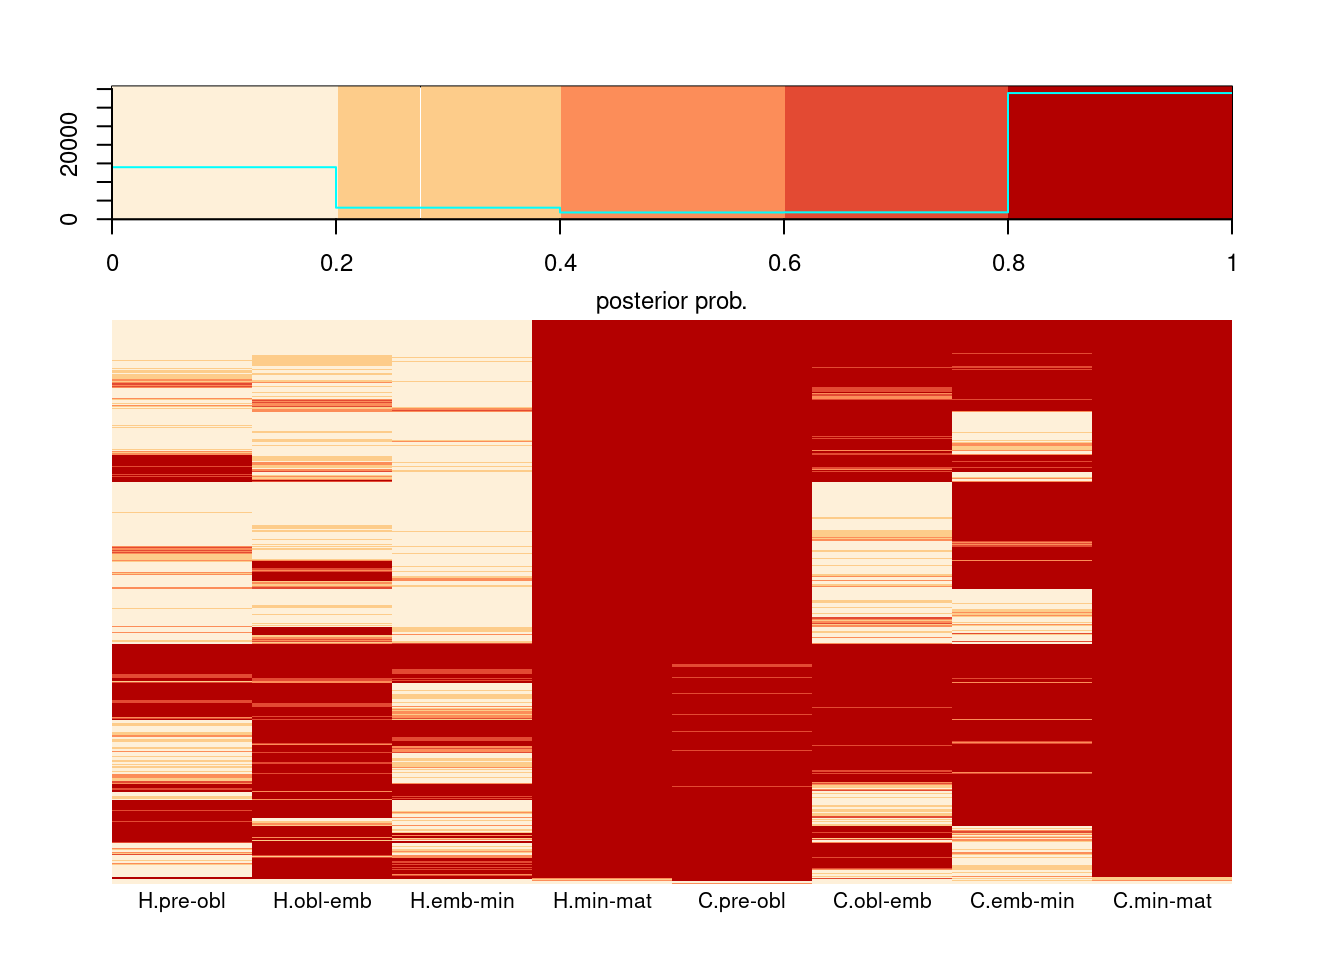 20000
0
0 0.2 0.4 0.6 0.8 1
posterior prob.
H.pre-obl H.obl-emb H.emb-min H.min-mat C.pre-obl C.obl-emb C.emb-min C.min-mat